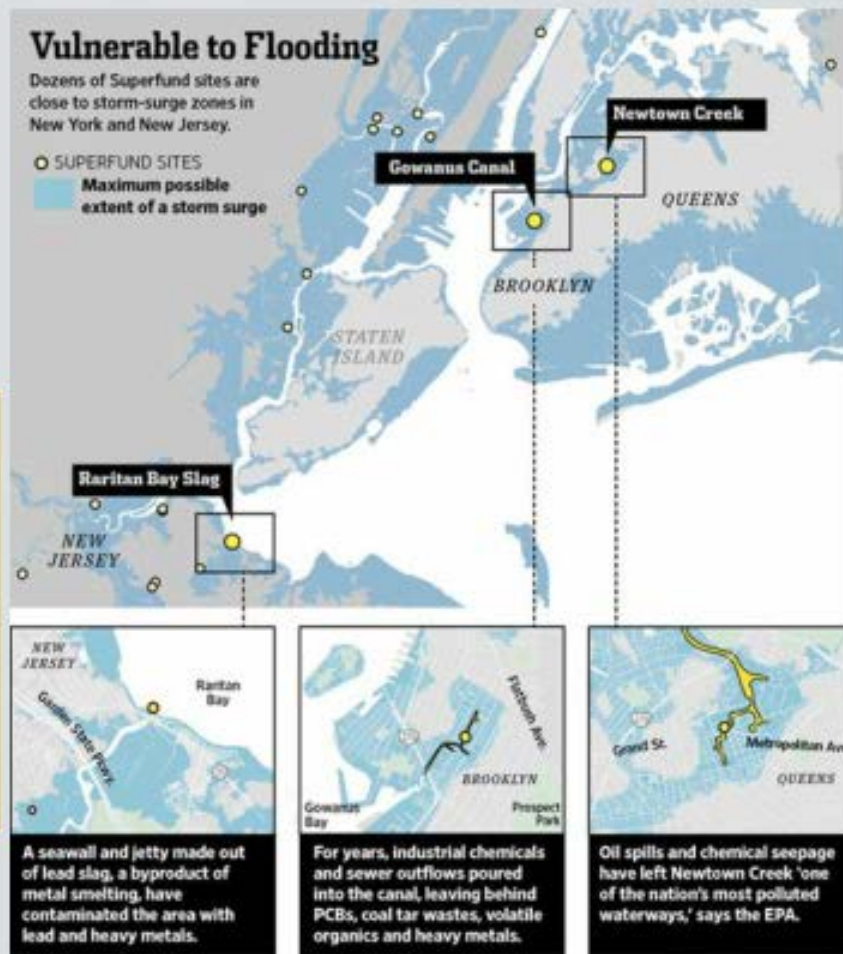 Vulnerable to Flooding
Dozens of Superfund sites are
close to storm-surge zones in
New York and New Jersey.
SUPERFUND SITES
Maximum possible
extent of a storm surge
Newtown Creek
Gowanus Canal
QUEENS
BROOKLYN
STATEN
ISLAND
Raritan Bay Slag
NEW
JERSEY
NEW
JERSEY
Raritan
Bay
Garden State Pkwy.
Flatbush Ave.
BROOKLYN
Gowanus
Bay
Prospect
Park
Grand St.
Metropolitan Ave
QUEENS
A seawall and jetty made out
of lead slag, a byproduct of
metal smelting, have
contaminated the area with
lead and heavy metals.
For years, industrial chemicals
and sewer outflows poured
into the canal, leaving behind
PCBs, coal tar wastes, volatile
organics and heavy metals.
Oil spills and chemical seepage
have left Newtown Creek 'one
of the nation's most polluted
waterways,' says the EPA.